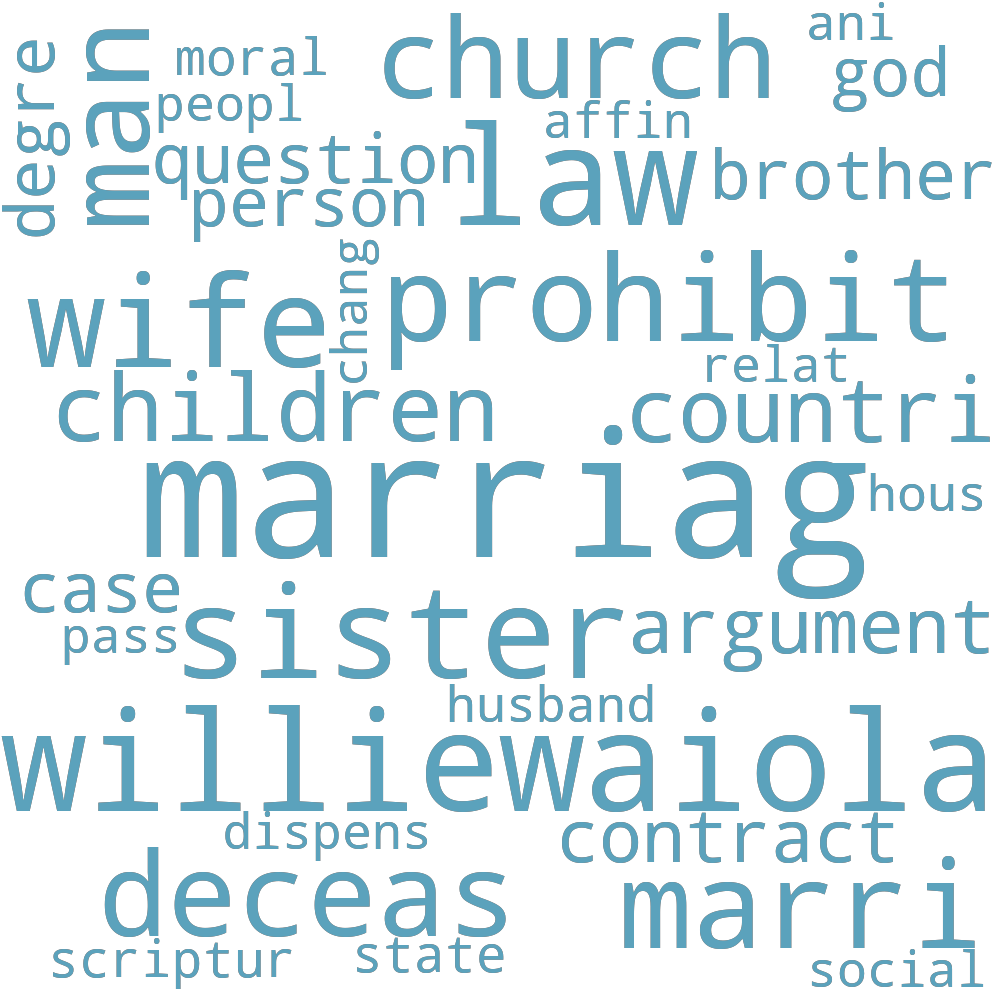 ani
church
man
moral
god
degre
peopl
affin
question
law
brother
person
chang
prohibit
wife
relat
children
countri
marriag
hous
case
sister
argument
pass
husband
williewaiola
dispens
contract
deceas
marri
scriptur
state
social